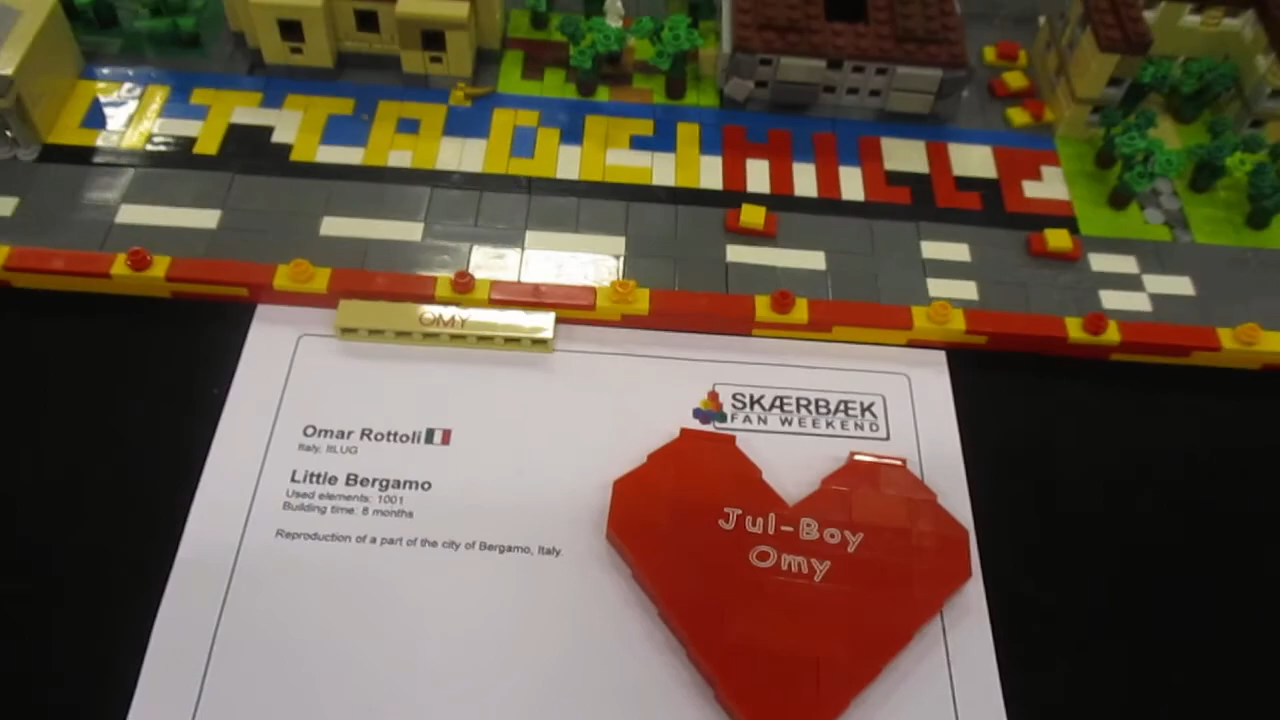 CITTA DEI MILLE
OMY
SKÆRBÆK
FAN WEEKEND
Omar Rottoli
Italy, ItLUG
Little Bergamo
Used elements: 1001
Building time: 8 months
Reproduction of a part of the city of Bergamo, Italy.
Jul-Boy
Omy